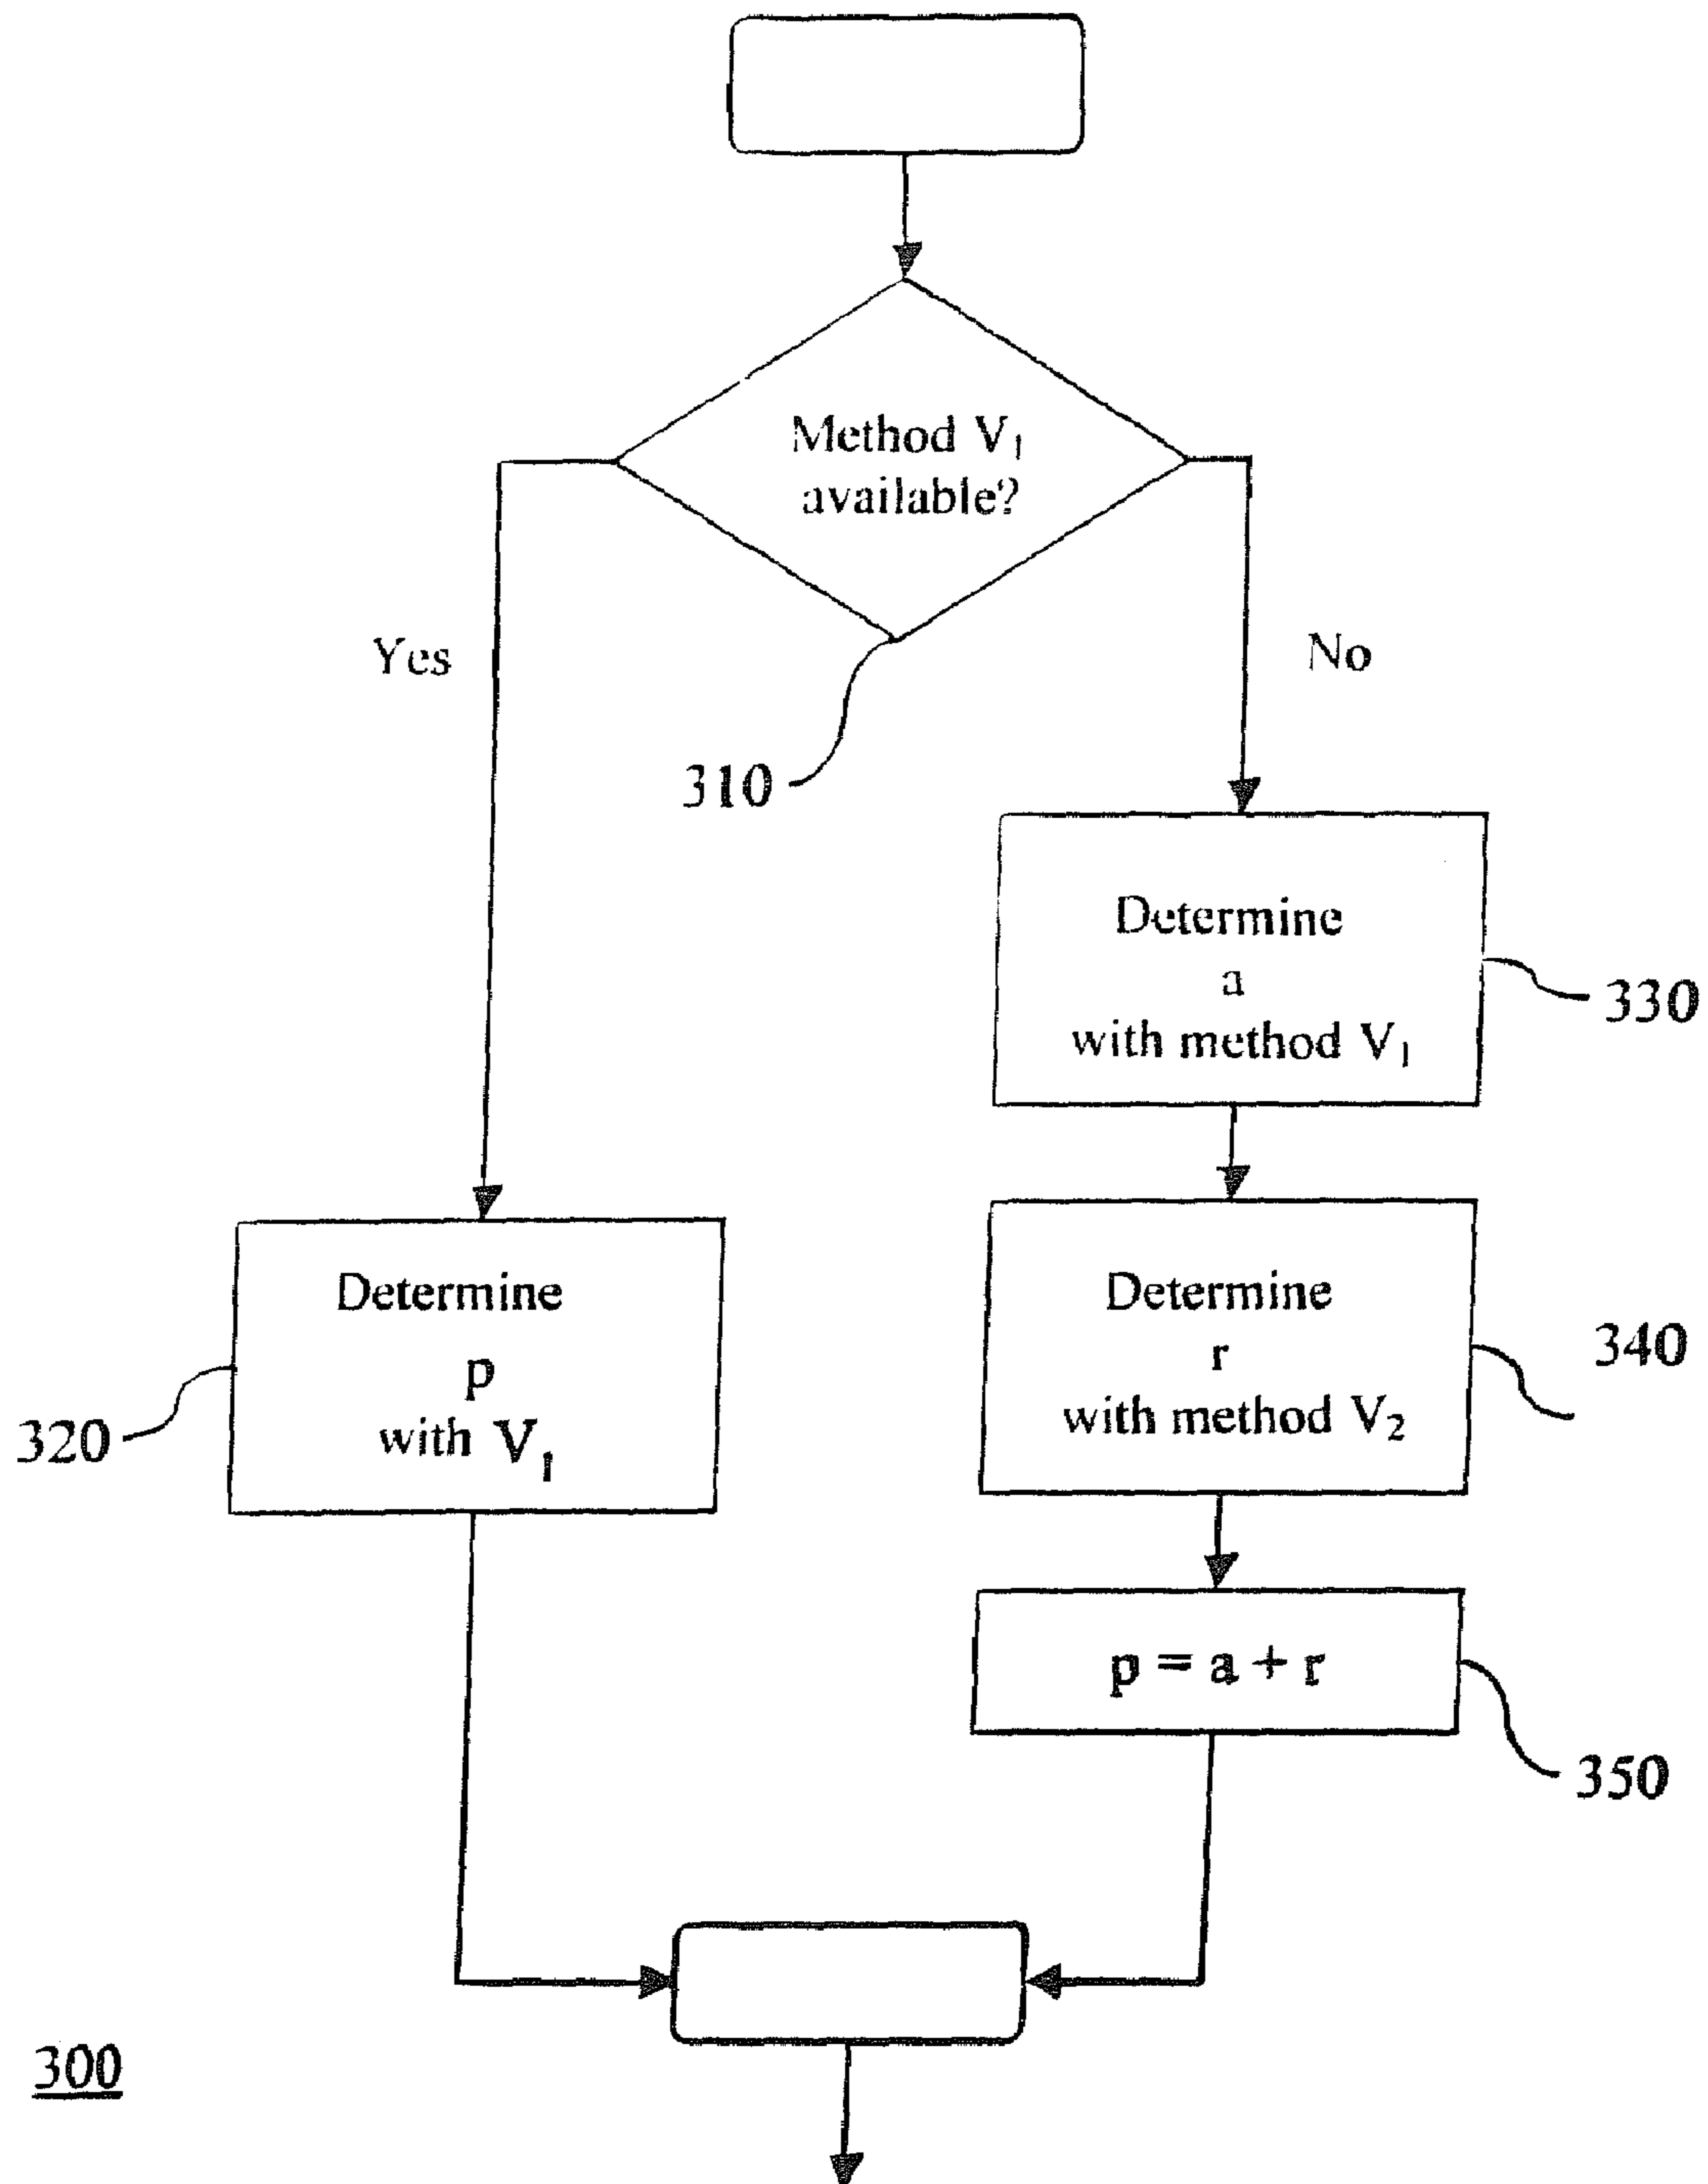 Method V₁
available?
Yes
No
310
Determine
a
with method V₁
330
Determine
p
with V₁
320
Determine
r
with method V₂
340
p = a + r
350
300